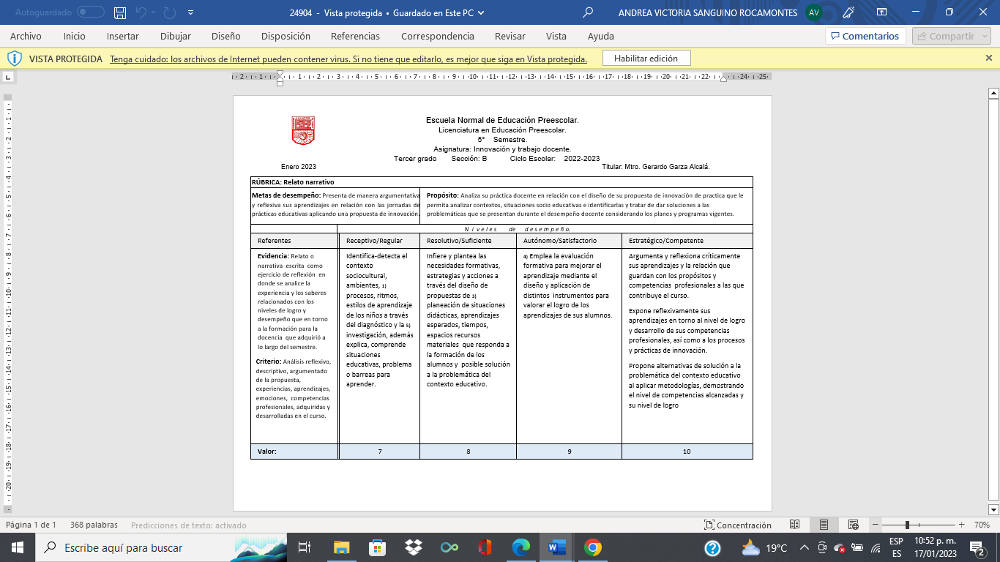 Autoguardado
24904 - Vista protegida • Guardado en Este PC
ANDREA VICTORIA SANGUINO ROCAMONTES
AV
Archivo Inicio Insertar Dibujar Diseño Disposición Referencias Correspondencia Revisar Vista Ayuda
Comentarios
Compartir
VISTA PROTEGIDA Tenga cuidado: los archivos de Internet pueden contener virus. Si no tiene que editarlo, es mejor que siga en Vista protegida.
Habilitar edición
Escuela Normal de Educación Preescolar.
Licenciatura en Educación Preescolar.
5° Semestre.
Asignatura: Innovación y trabajo docente.
Tercer grado Sección: B Ciclo Escolar: 2022-2023
Enero 2023 Titular: Mtro. Gerardo Garza Alcalá.
RÚBRICA: Relato narrativo
Metas de desempeño: Presenta de manera argumentativa
y reflexiva sus aprendizajes en relación con las jornadas de
prácticas educativas aplicando una propuesta de innovación.
Propósito: Analiza su práctica docente en relación con el diseño de su propuesta de innovación de practica que le
permita analizar contextos, situaciones socio educativas e identificarlas y tratar de dar soluciones a las
problemáticas que se presentan durante el desempeño docente considerando los planes y programas vigentes.
Niveles de desempeño.
Referentes
Receptivo/Regular
Resolutivo/Suficiente
Autónomo/Satisfactorio
Estratégico/Competente
Evidencia: Relato o
narrativa escrita como
ejercicio de reflexión en
donde se analice la
experiencia y los saberes
relacionados con los
niveles de logro y
desempeño que en torno
a la formación para la
docencia que adquirió a
lo largo del semestre.
Criterio: Análisis reflexivo,
descriptivo, argumentado
de la propuesta,
experiencias, aprendizajes,
emociones, competencias
profesionales, adquiridas y
desarrolladas en el curso.
Identifica-detecta el
contexto
sociocultural,
ambientes, 1)
procesos, ritmos,
estilos de aprendizaje
de los niños a través
del diagnóstico y la 5)
investigación, además
explica, comprende
situaciones
educativas, problema
o barreas para
aprender.
Infiere y plantea las
necesidades formativas,
estrategias y acciones a
través del diseño de
propuestas de 3)
planeación de situaciones
didácticas, aprendizajes
esperados, tiempos,
espacios recursos
materiales que responda a
la formación de los
alumnos y posible solución
a la problemática del
contexto educativo.
4) Emplea la evaluación
formativa para mejorar el
aprendizaje mediante el
diseño y aplicación de
distintos instrumentos para
valorar el logro de los
aprendizajes de sus alumnos.
Argumenta y reflexiona críticamente
sus aprendizajes y la relación que
guardan con los propósitos y
competencias profesionales a las que
contribuye el curso.
Expone reflexivamente sus
aprendizajes en torno al nivel de logro
y desarrollo de sus competencias
profesionales, así como a los procesos
y prácticas de innovación.
Propone alternativas de solución a la
problemática del contexto educativo
al aplicar metodologías, demostrando
el nivel de competencias alcanzadas y
su nivel de logro
Valor: 7 8 9 10
Página 1 de 1 368 palabras Predicciones de texto: activado
Concentración
70%
Escribe aquí para buscar
19°C
ESP
ES
10:52 p. m.
17/01/2023
2